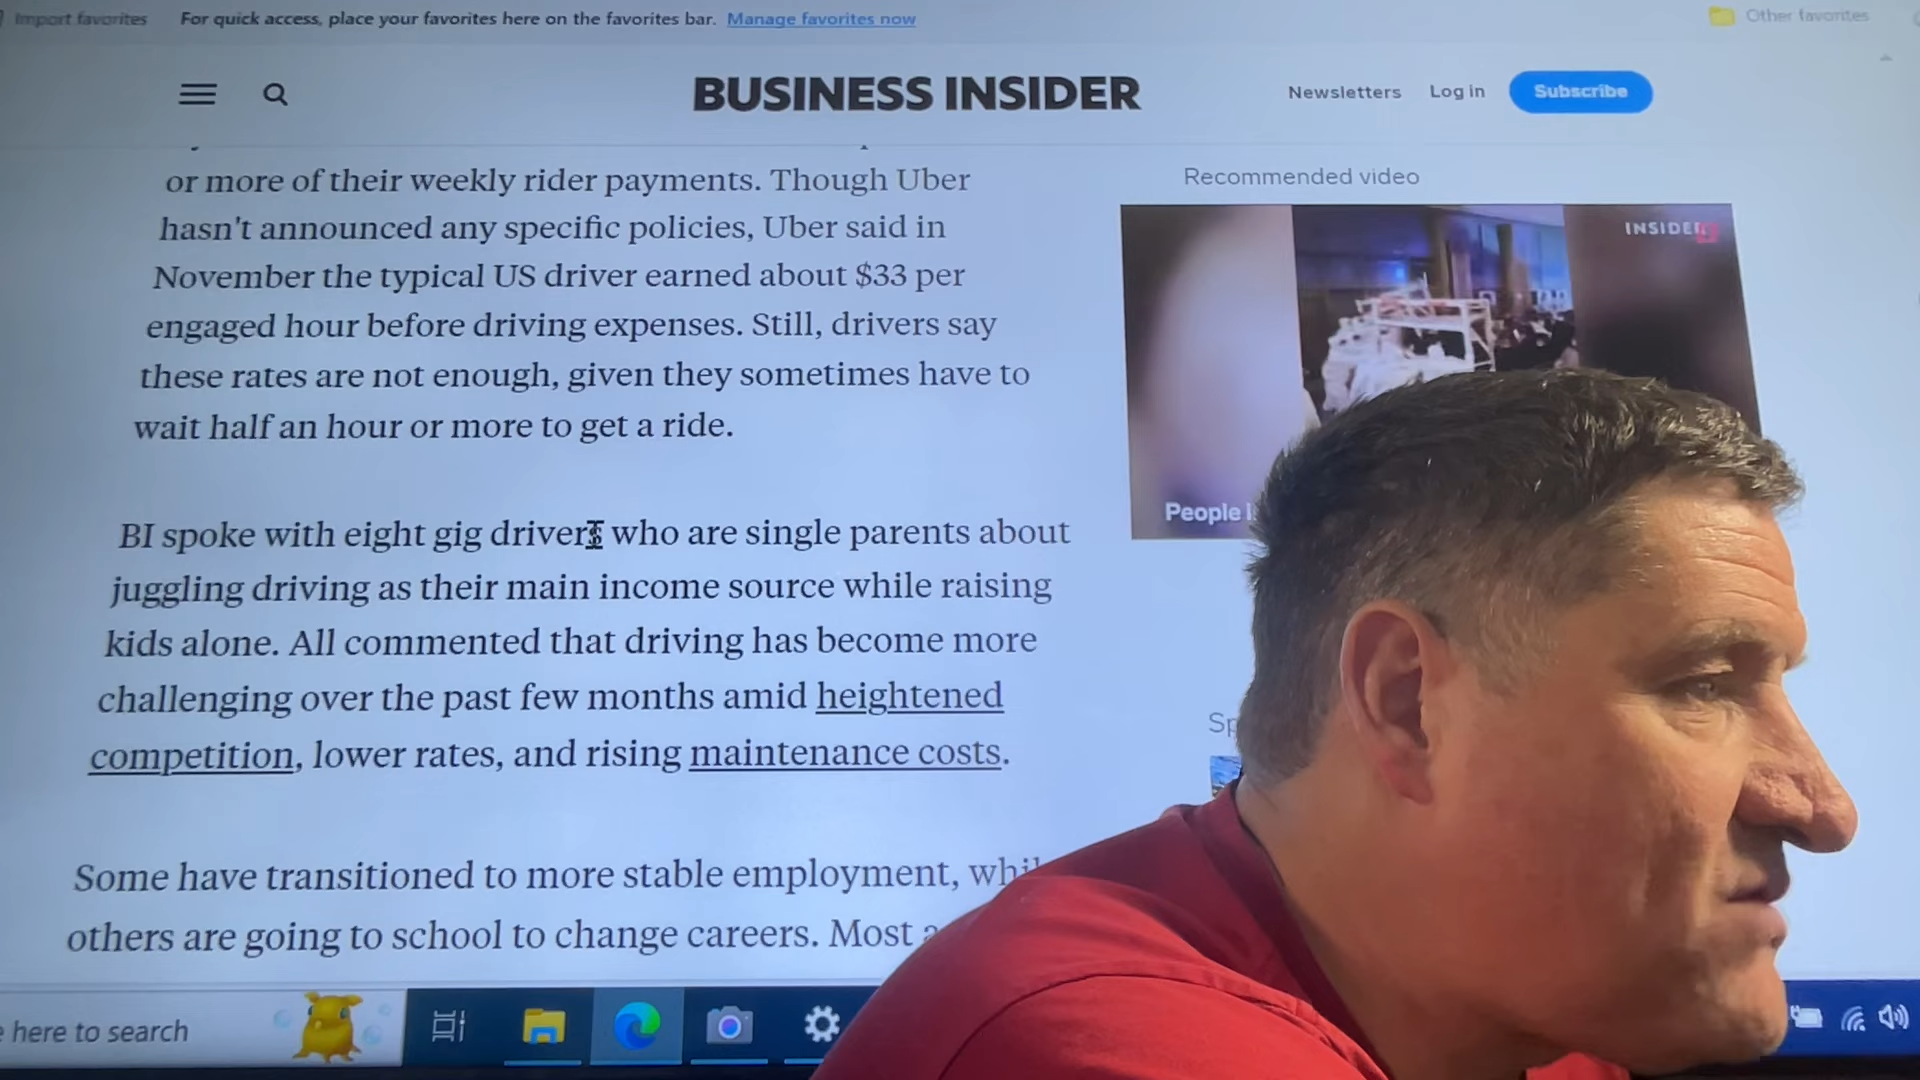 Import favorites For quick access, place your favorites here on the favorites bar. Manage favorites now Other favorites
BUSINESS INSIDER
Newsletters Log in Subscribe
or more of their weekly rider payments. Though Uber
hasn't announced any specific policies, Uber said in
November the typical US driver earned about $33 per
engaged hour before driving expenses. Still, drivers say
these rates are not enough, given they sometimes have to
wait half an hour or more to get a ride.
BI spoke with eight gig drivers who are single parents about
juggling driving as their main income source while raising
kids alone. All commented that driving has become more
challenging over the past few months amid heightened
competition, lower rates, and rising maintenance costs.
Some have transitioned to more stable employment,
others are going to school to change careers. Most
Recommended video
INSIDER
People
Sp
here to search